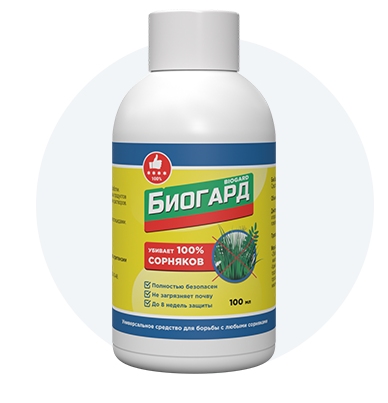 100%
BIOGARD
БИОГАРД
УБИВАЕТ 100%
СОРНЯКОВ
Полностью безопасен
Не загрязняет почву
До 8 недель защиты
100 мл
Универсальное средство для борьбы с любыми сорняками